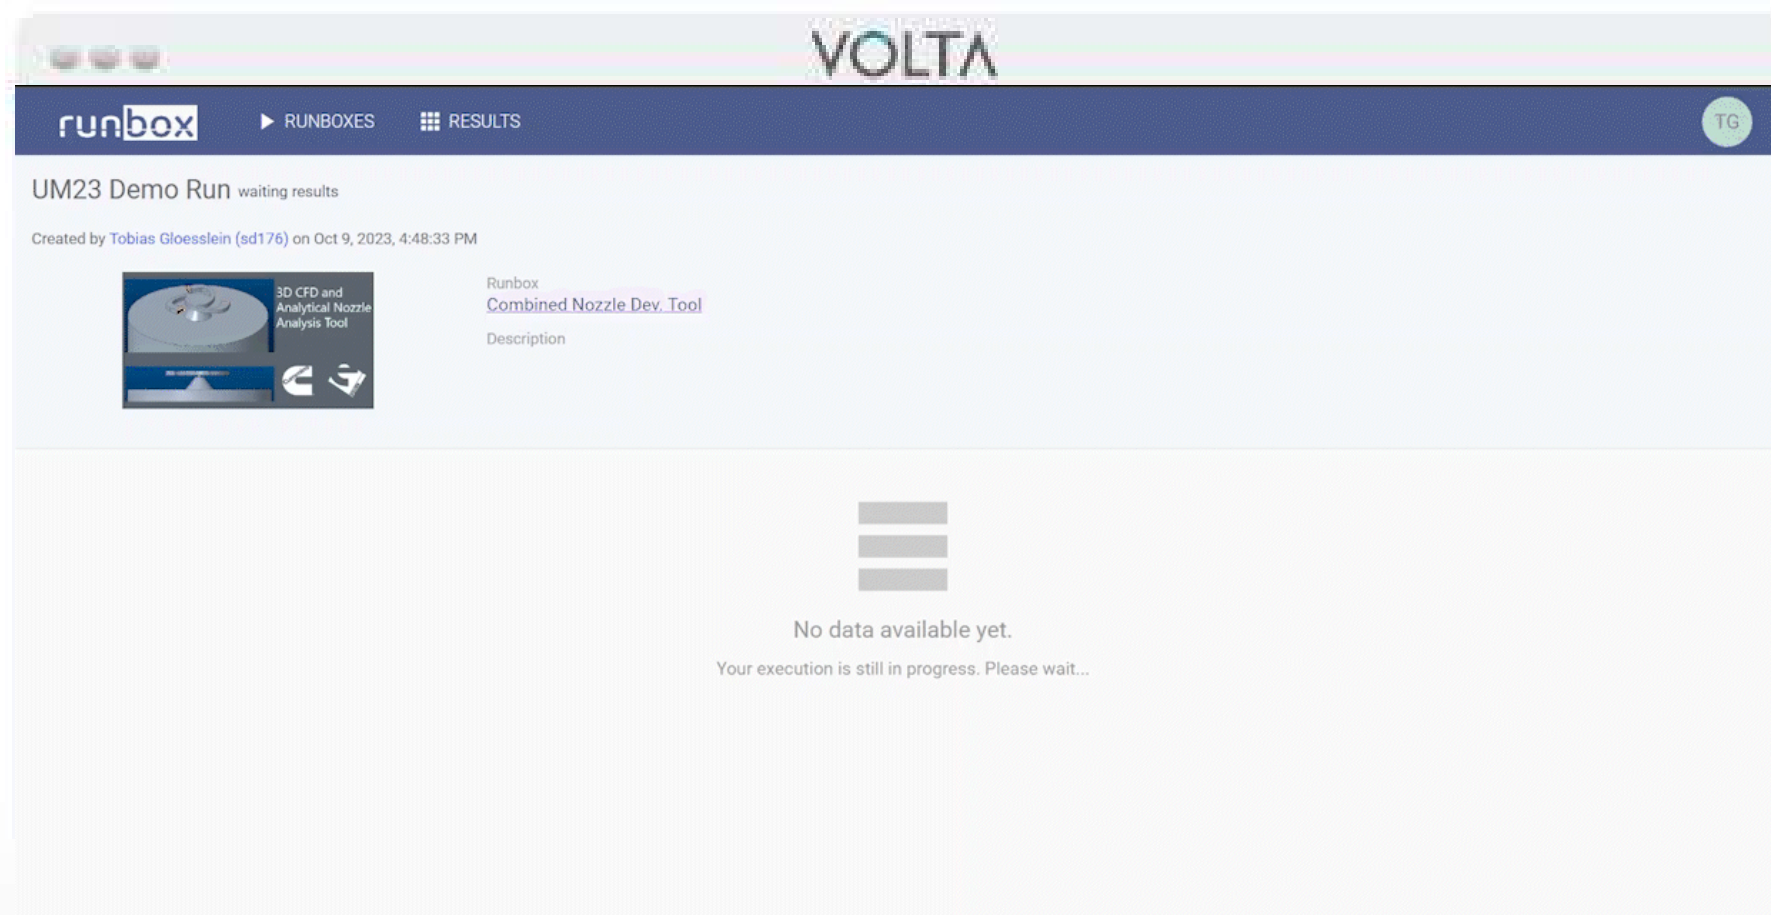 VOLTA
runbox
RUNBOXES
RESULTS
TG
UM23 Demo Run waiting results
Created by Tobias Gloesslein (sd176) on Oct 9, 2023, 4:48:33 PM
3D CFD and
Analytical Nozzle
Analysis Tool
Runbox
Combined Nozzle Dev. Tool
Description
No data available yet.
Your execution is still in progress. Please wait...